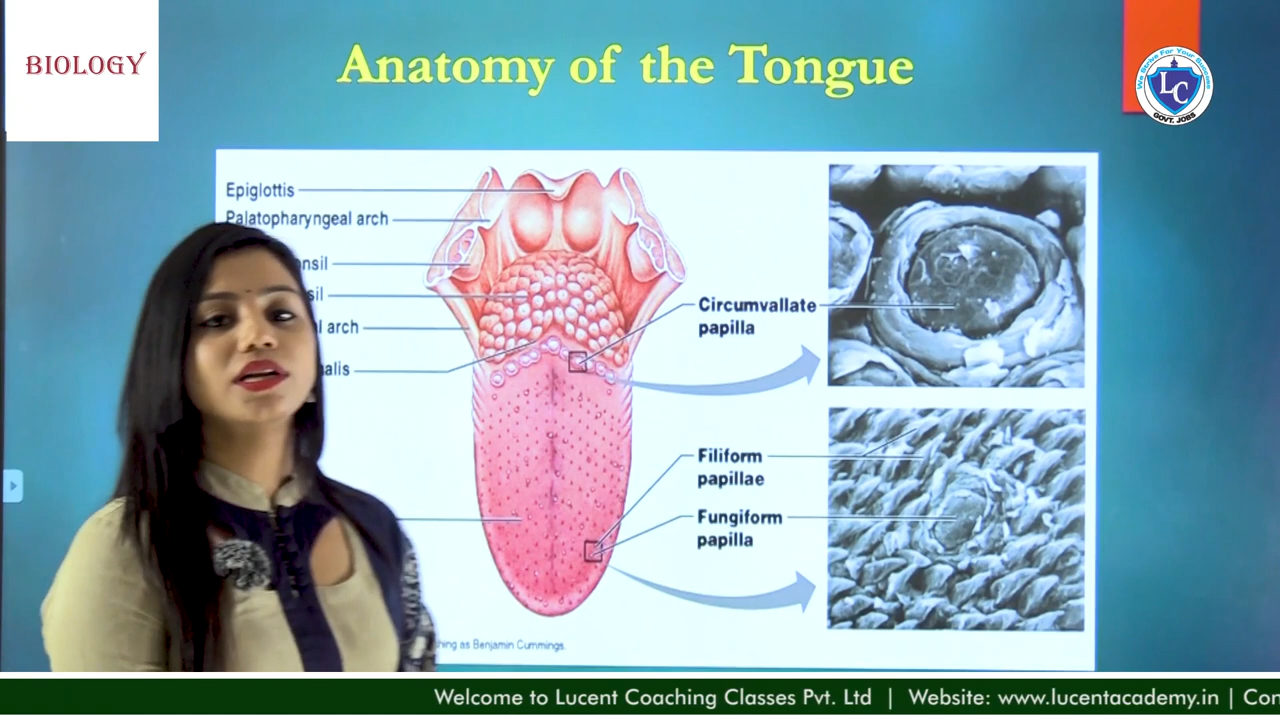 BIOLOGY
Anatomy of the Tongue
We Strike For Your Success
LC
GOVT. JOBS
Epiglottis
Palatopharyngeal arch
nsil
sil
l arch
alis
Circumvallate
papilla
Filiform
papillae
Fungiform
papilla
hing as Benjamin Cummings.
Welcome to Lucent Coaching Classes Pvt. Ltd | Website: www.lucentacademy.in | Con